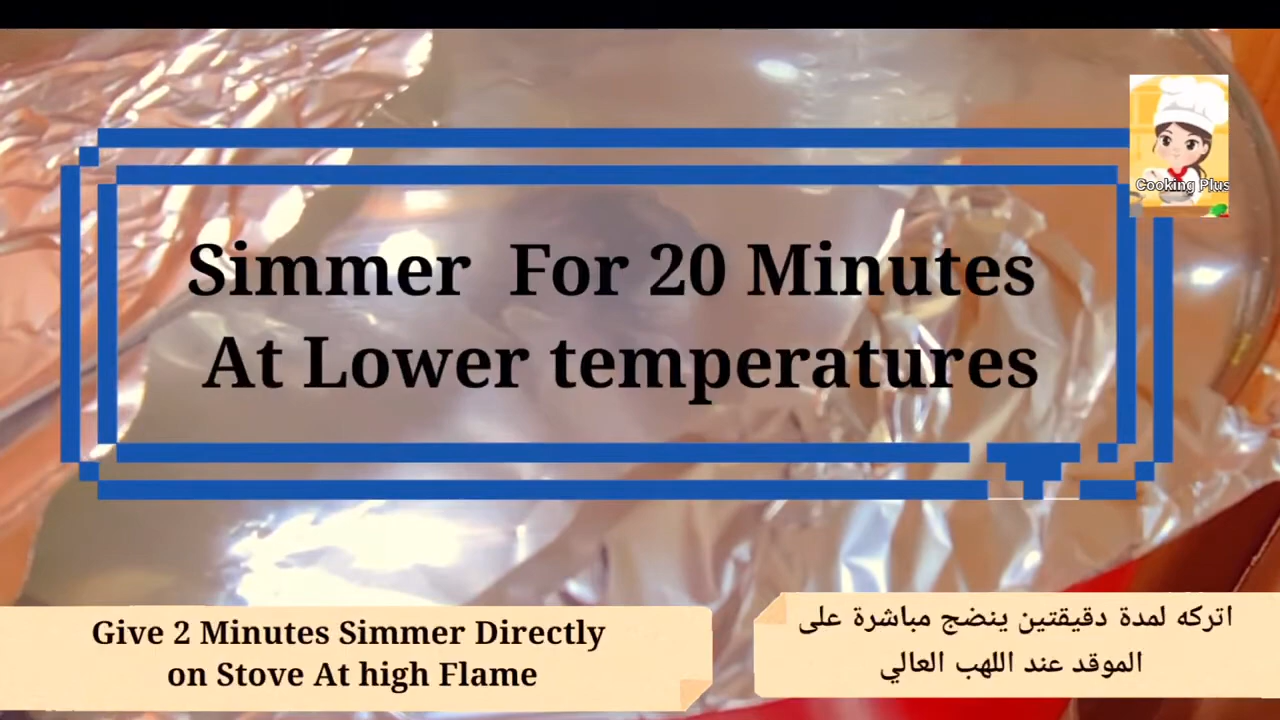 Cooking Plus
Simmer For 20 Minutes
At Lower temperatures
Give 2 Minutes Simmer Directly
on Stove At high Flame
اتركه لمدة دقيقتين ينضج مباشرة على
الموقد عند اللهب العالي